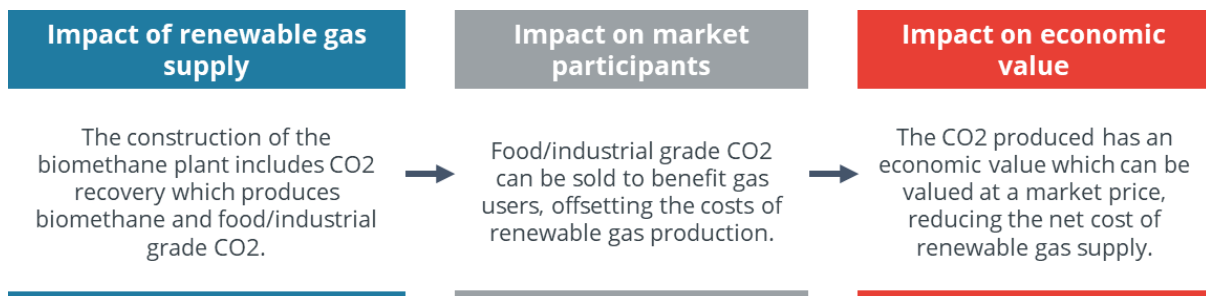 Impact of renewable gas
supply
The construction of the
biomethane plant includes CO2
recovery which produces
biomethane and food/industrial
grade CO2.
Impact on market
participants
Food/industrial grade CO2
can be sold to benefit gas
users, offsetting the costs of
renewable gas production.
Impact on economic
value
The CO2 produced has an
economic value which can be
valued at a market price,
reducing the net cost of
renewable gas supply.